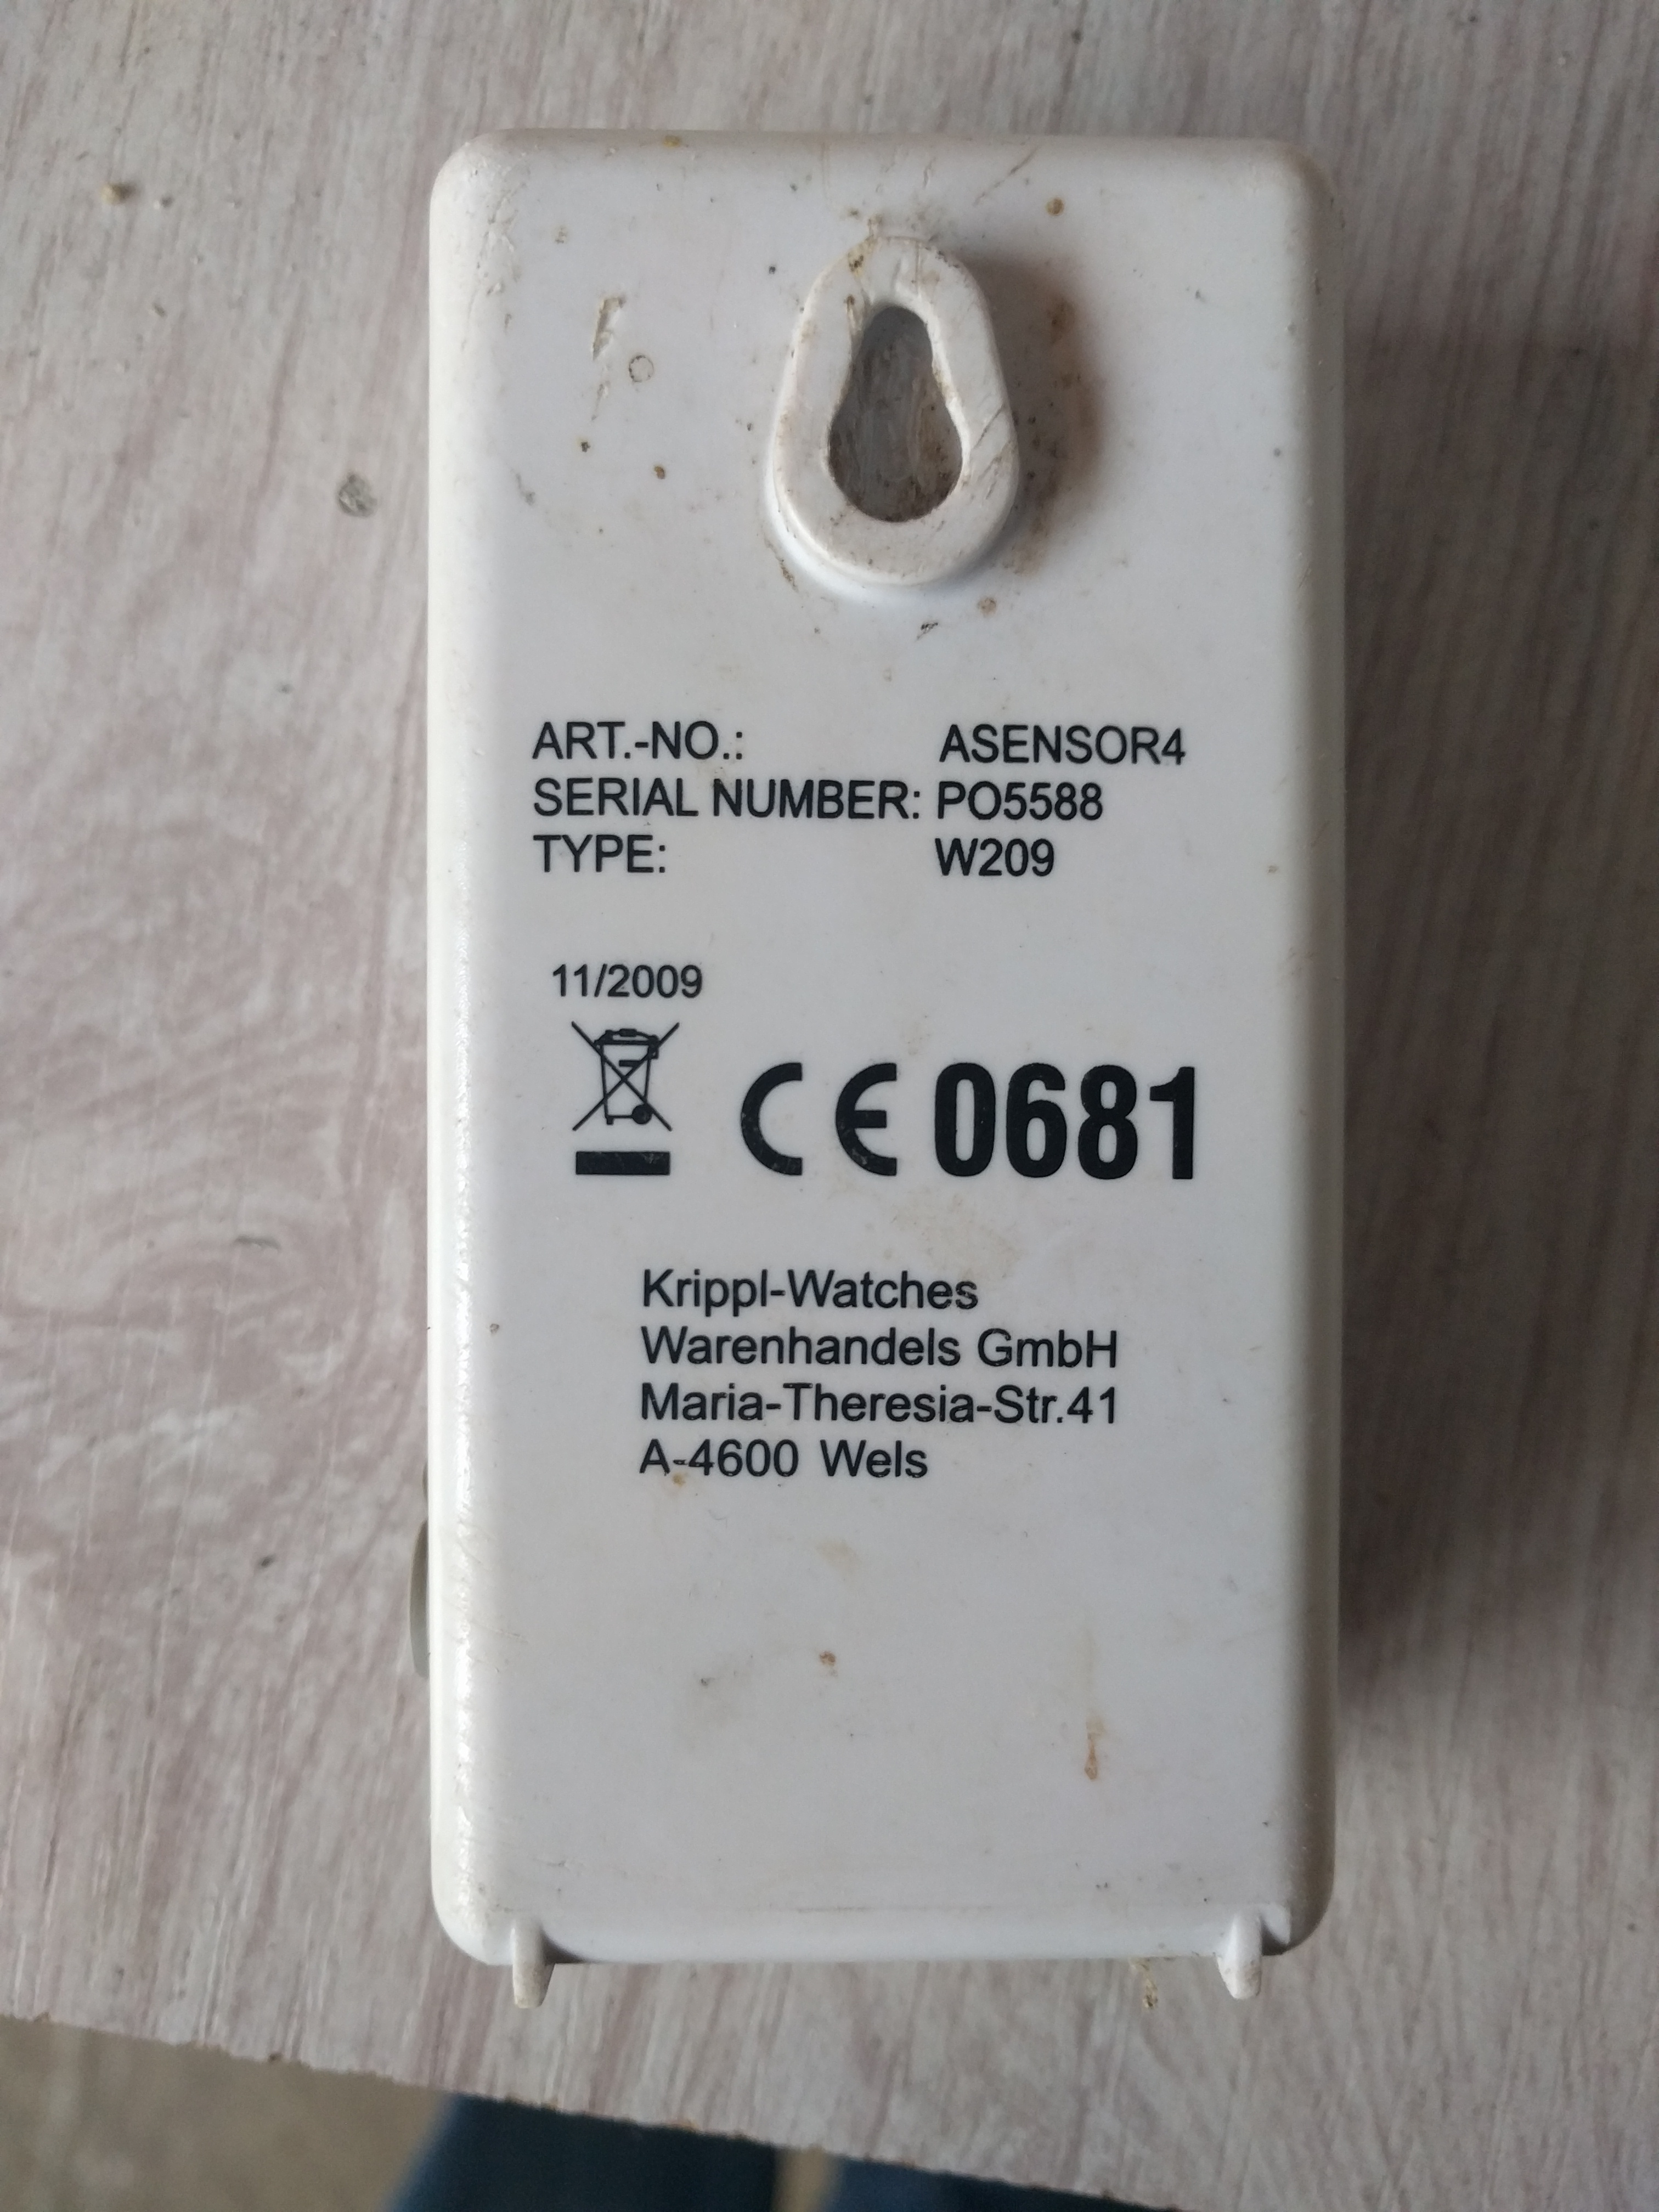 ART.-NO.: ASENSOR4
SERIAL NUMBER: PO5588
TYPE: W209
11/2009
CE 0681
Krippl-Watches
Warenhandels GmbH
Maria-Theresia-Str.41
A-4600 Wels